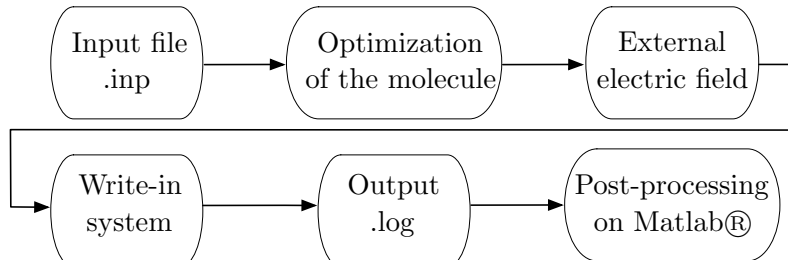 Input file
.inp
Optimization
of the molecule
External
electric field
Write-in
system
Output
.log
Post-processing
on Matlab®